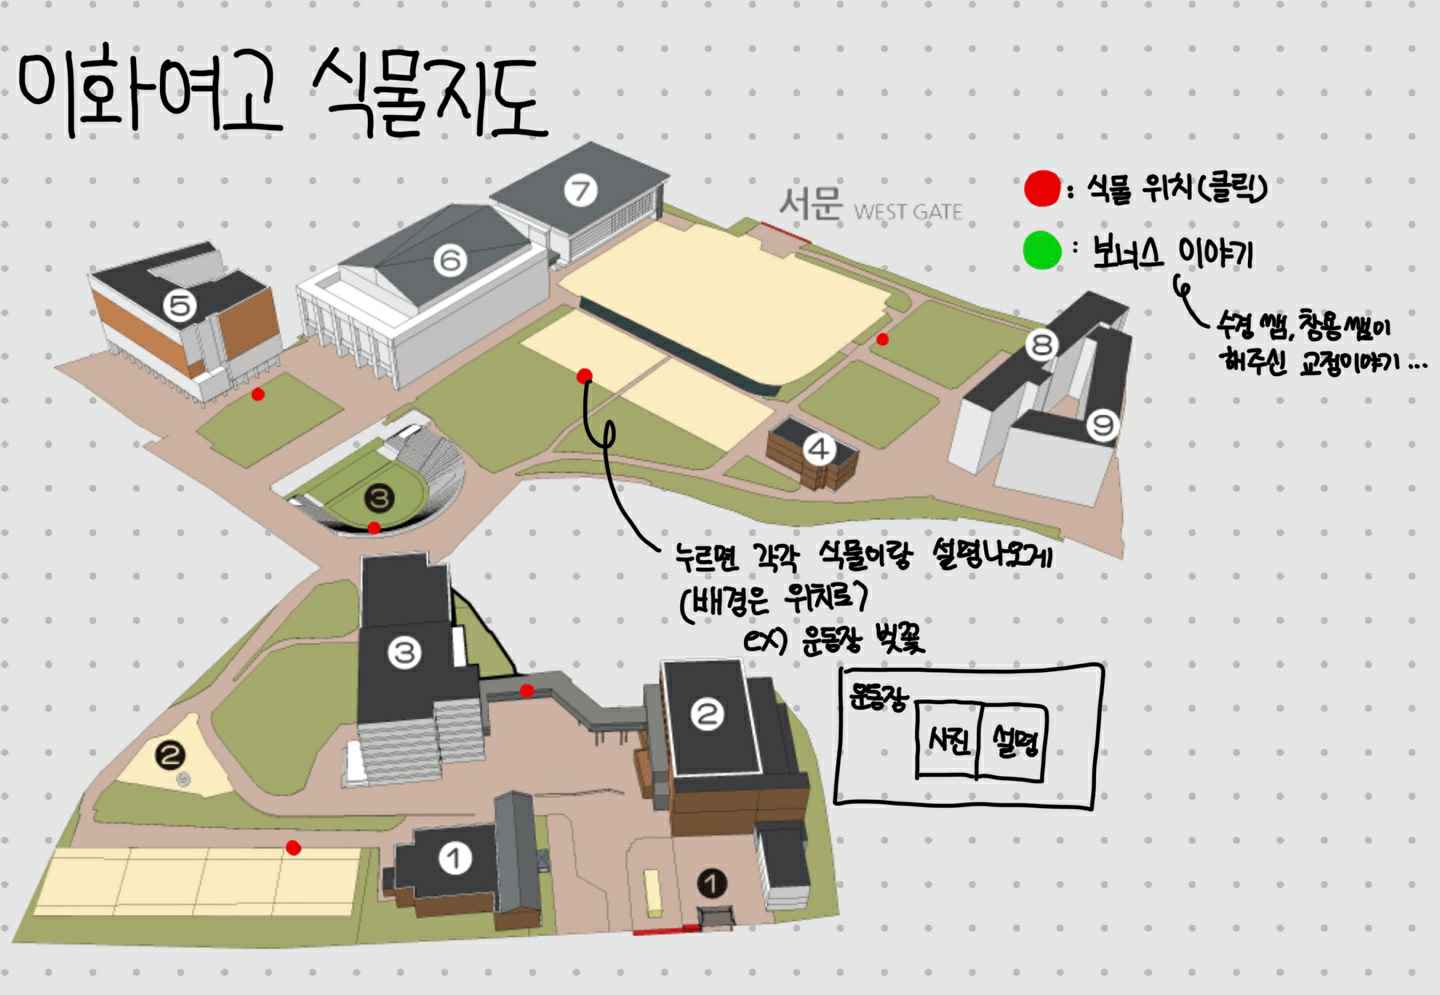 이화여고 식물지도
서문 WEST GATE
: 식물 위치(클릭)
: 보너스 이야기
수경쌤, 창용쌤이
해주신 교정이야기...
7
6
5
8
9
4
3
누르면 각각 식물이랑 설명나오게
(배경은 위치로?)
ex) 운동장 벚꽃
3
2
2
운동장
사진 설명
1
1